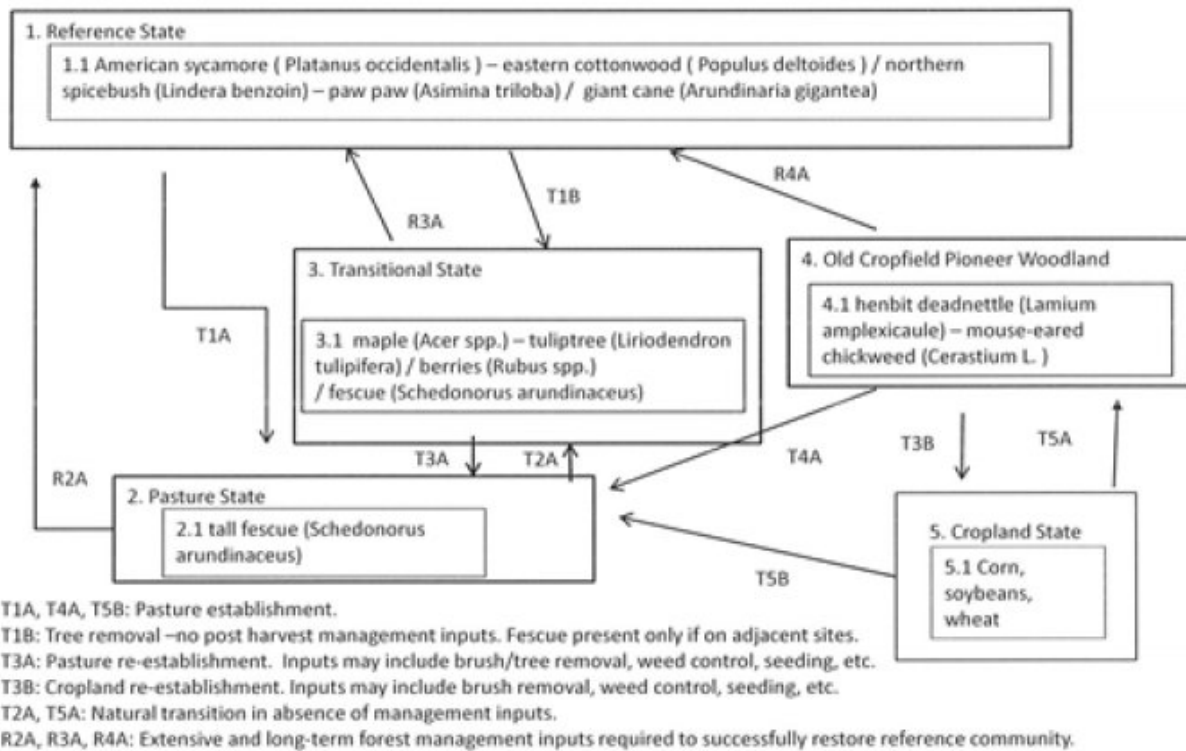 1. Reference State
1.1 American sycamore ( Platanus occidentalis ) – eastern cottonwood ( Populus deltoides ) / northern
spicebush (Lindera benzoin) – paw paw (Asimina triloba) / giant cane (Arundinaria gigantea)
R4A
T1B
R3A
3. Transitional State
4. Old Cropfield Pioneer Woodland
4.1 henbit deadnettle (Lamium
amplexicaule) – mouse-eared
chickweed (Cerastium L. )
T1A
3.1 maple (Acer spp.) – tuliptree (Liriodendron
tulipifera) / berries (Rubus spp.)
/ fescue (Schedonorus arundinaceus)
T3A
T2A
T4A
T3B
T5A
R2A
2. Pasture State
2.1 tall fescue (Schedonorus
arundinaceus)
5. Cropland State
5.1 Corn,
soybeans,
wheat
T5B
T1A, T4A, T5B: Pasture establishment.
T1B: Tree removal –no post harvest management inputs. Fescue present only if on adjacent sites.
T3A: Pasture re-establishment. Inputs may include brush/tree removal, weed control, seeding, etc.
T3B: Cropland re-establishment. Inputs may include brush removal, weed control, seeding, etc.
T2A, T5A: Natural transition in absence of management inputs.
R2A, R3A, R4A: Extensive and long-term forest management inputs required to successfully restore reference community.